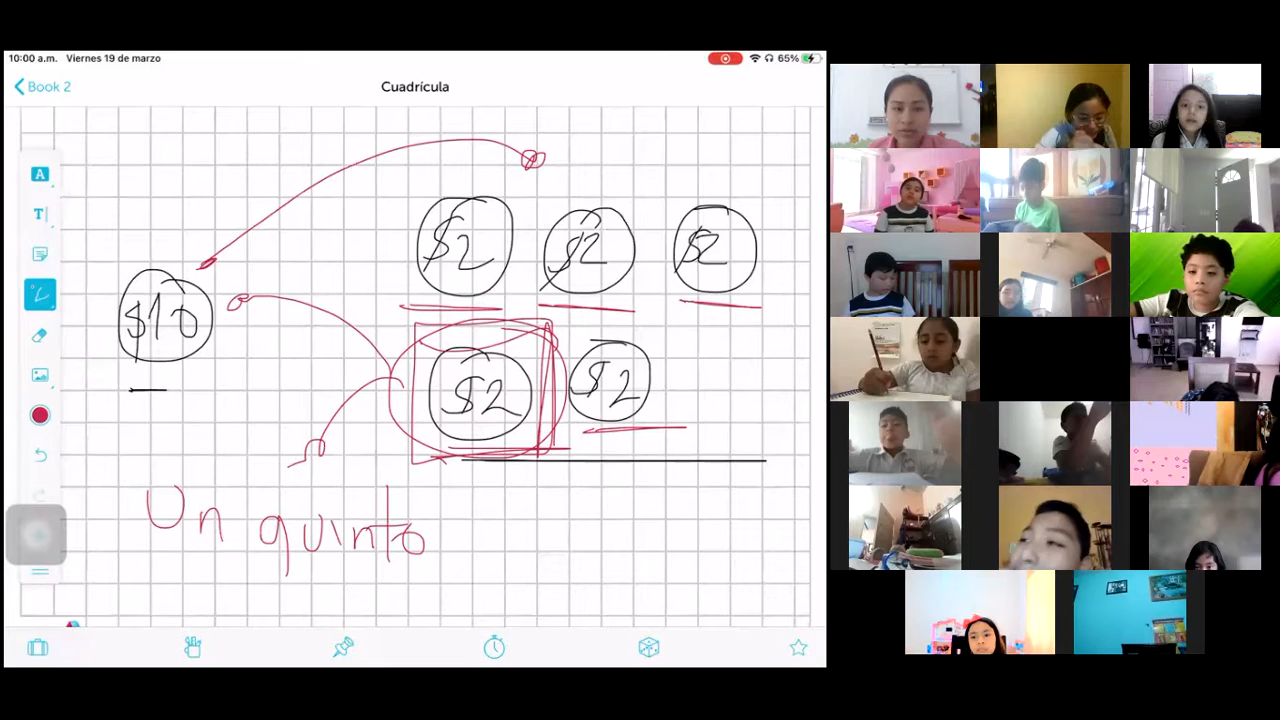 10:00 a.m. Viernes 19 de marzo
65%
Book 2
Cuadrícula
A
T
$2 $2 $2
$10
$2 $2
Un quinto